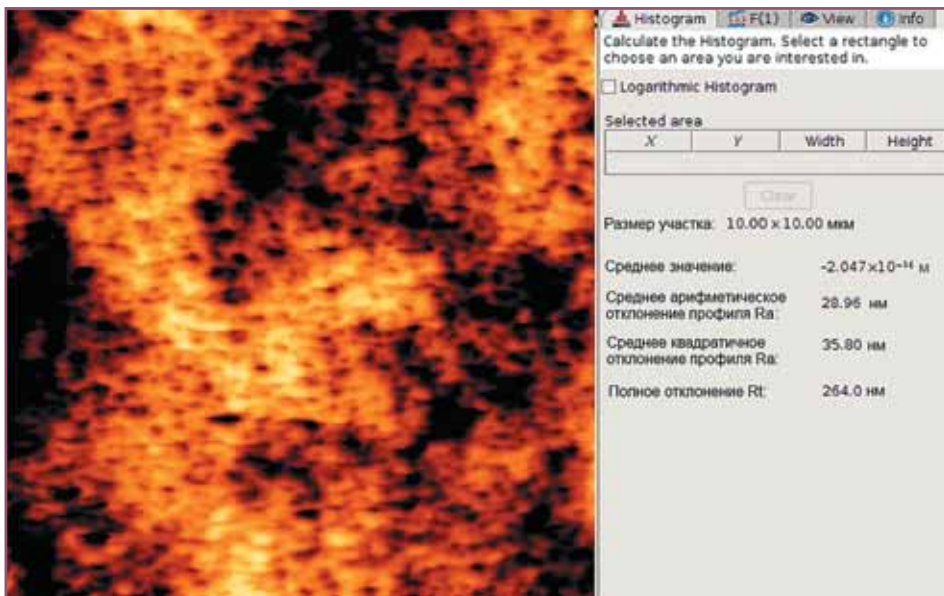 Histogram F(1) View Info
Calculate the Histogram. Select a rectangle to
choose an area you are interested in.
Logarithmic Histogram
Selected area
X Y Width Height
Clear
Размер участка: 10.00 × 10.00 мкм
Среднее значение: -2.047×10⁻¹⁴ м
Среднее арифметическое
отклонение профиля Ra: 28.96 нм
Среднее квадратичное
отклонение профиля Ra: 35.80 нм
Полное отклонение Rt: 264.0 нм